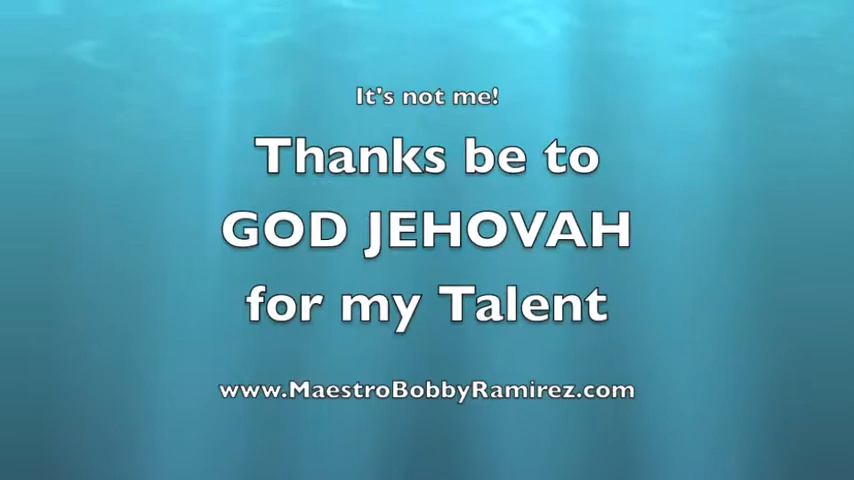 It's not me!
Thanks be to
GOD JEHOVAH
for my Talent
www.MaestroBobbyRamirez.com